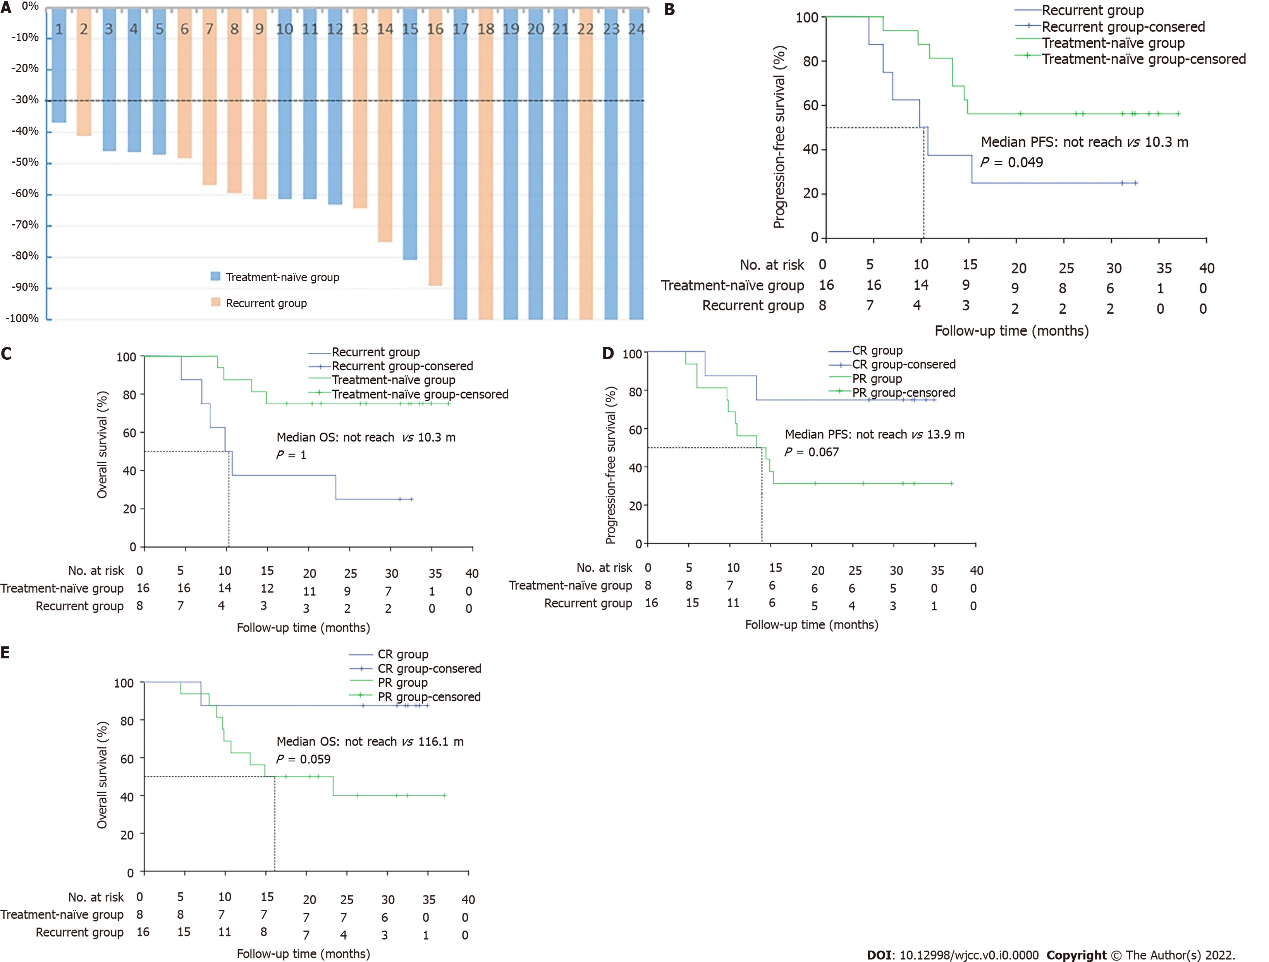 A
0%
1 2 3 4 5 6 7 8 9 10 11 12 13 14 15 16 17 18 19 20 21 22 23 24
-10%
-20%
-30%
-40%
-50%
-60%
-70%
-80%
-90%
-100%
Treatment-naïve group
Recurrent group
B
Recurrent group
Recurrent group-consered
Treatment-naïve group
Treatment-naïve group-censored
Progression-free survival (%)
100
80
60
40
20
0
Median PFS: not reach vs 10.3 m
P = 0.049
No. at risk 0 5 10 15 20 25 30 35 40
Treatment-naïve group 16 16 14 9 9 8 6 1 0
Recurrent group 8 7 4 3 2 2 2 0 0
Follow-up time (months)
C
Recurrent group
Recurrent group-consered
Treatment-naïve group
Treatment-naïve group-censored
Overall survival (%)
100
80
60
40
20
0
Median OS: not reach vs 10.3 m
P = 1
No. at risk 0 5 10 15 20 25 30 35 40
Treatment-naïve group 16 16 14 12 11 9 7 1 0
Recurrent group 8 7 4 3 3 2 2 0 0
Follow-up time (months)
D
CR group
CR group-consered
PR group
PR group-censored
Progression-free survival (%)
100
80
60
40
20
0
Median PFS: not reach vs 13.9 m
P = 0.067
No. at risk 0 5 10 15 20 25 30 35 40
Treatment-naïve group 8 8 7 6 6 6 5 0 0
Recurrent group 16 15 11 6 5 4 3 1 0
Follow-up time (months)
E
CR group
CR group-consered
PR group
PR group-censored
Overall survival (%)
100
80
60
40
20
0
Median OS: not reach vs 116.1 m
P = 0.059
No. at risk 0 5 10 15 20 25 30 35 40
Treatment-naïve group 8 8 7 7 7 7 6 0 0
Recurrent group 16 15 11 8 7 4 3 1 0
Follow-up time (months)
DOI: 10.12998/wjcc.v0.i0.0000 Copyright © The Author(s) 2022.